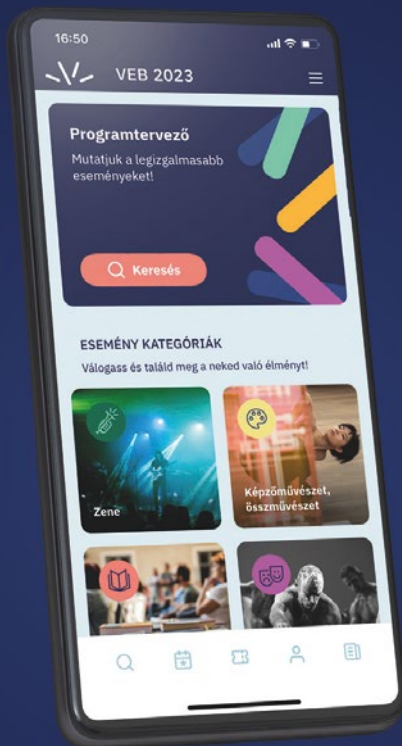 16:50
VEB 2023
Programtervező
Mutatjuk a legizgalmasabb
eseményeket!
Keresés
ESEMÉNY KATEGÓRIÁK
Válogass és találd meg a neked való élményt!
Zene
Képzőművészet,
összművészet